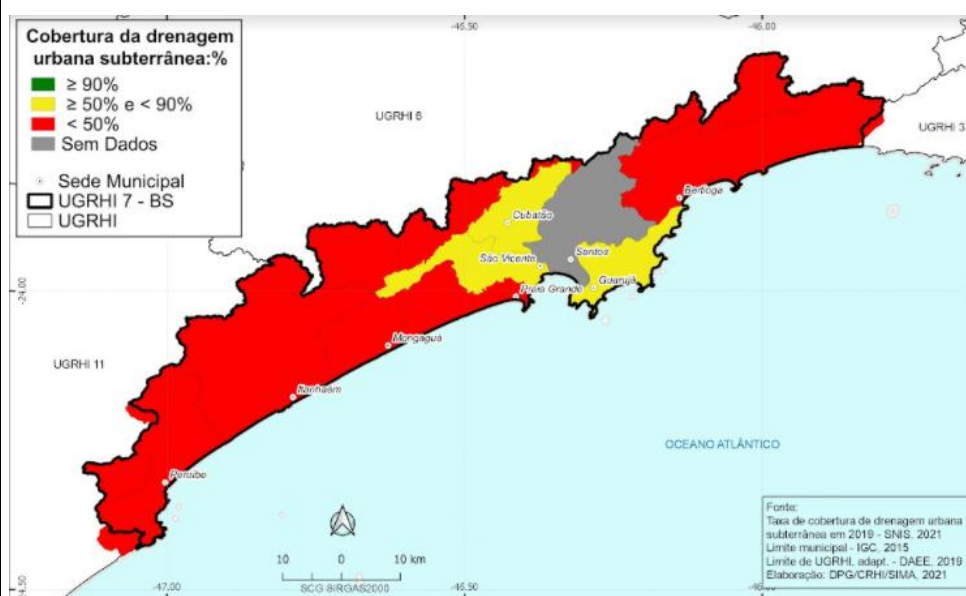 Cobertura da drenagem
urbana subterrânea:%
≥ 90%
≥ 50% e < 90%
< 50%
Sem Dados
Sede Municipal
UGRHI 7 - BS
UGRHI
-46.50
-46.00
UGRHI 6
UGRHI 3
Bertioga
Cubatão
São Vicente
Santos
Guarujá
Praia Grande
-24.00
Mongaguá
UGRHI 11
Itanhaém
OCEANO ATLÂNTICO
Peruíbe
10 0 10 km
SCG SIRGAS2000
Fonte:
Taxa de cobertura de drenagem urbana
subterrânea em 2019 - SNIS, 2021
Limite municipal - IGC, 2015
Limite de UGRHI, adapt. - DAEE, 2019
Elaboração: DPG/CRHI/SIMA, 2021
-47.00